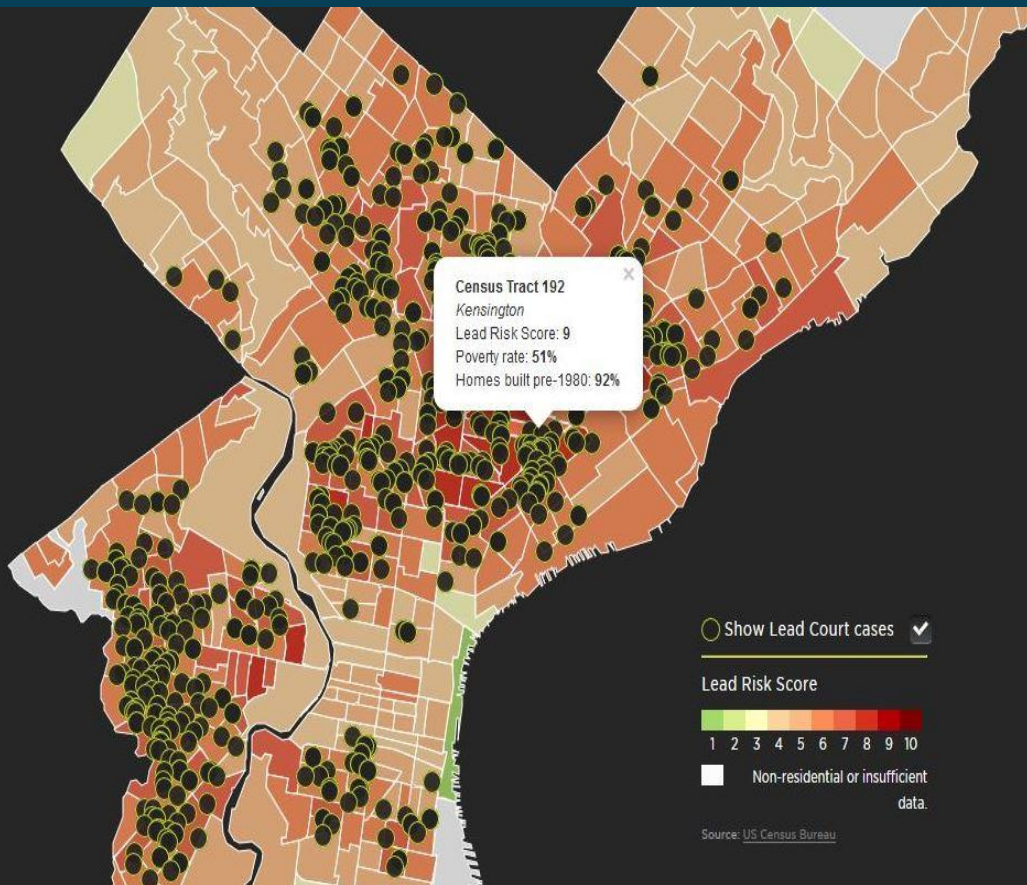 Census Tract 192
Kensington
Lead Risk Score: 9
Poverty rate: 51%
Homes built pre-1980: 92%
Show Lead Court cases
Lead Risk Score
1 2 3 4 5 6 7 8 9 10
Non-residential or insufficient
data.
Source: US Census Bureau